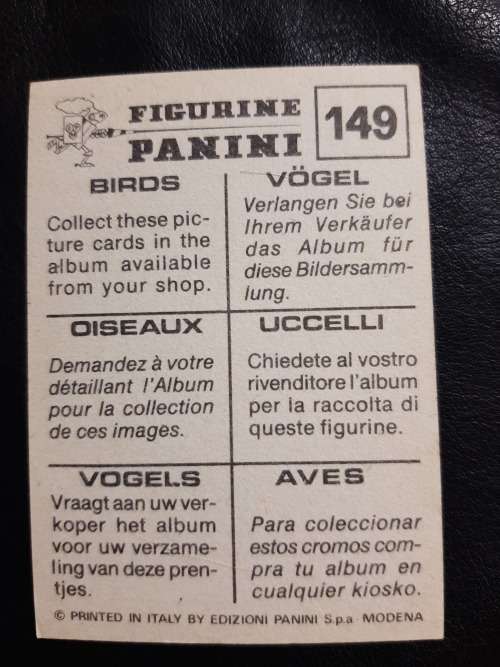 FIGURINE
PANINI
149
BIRDS
Collect these pic-
ture cards in the
album available
from your shop.
VÖGEL
Verlangen Sie bei
Ihrem Verkäufer
das Album für
diese Bildersamm-
lung.
OISEAUX
Demandez à votre
détaillant l'Album
pour la collection
de ces images.
UCCELLI
Chiedete al vostro
rivenditore l'album
per la raccolta di
queste figurine.
VOGELS
Vraagt aan uw ver-
koper het album
voor uw verzame-
ling van deze pren-
tjes.
AVES
Para coleccionar
estos cromos com-
pra tu album en
cualquier kiosko.
© PRINTED IN ITALY BY EDIZIONI PANINI S.p.a MODENA